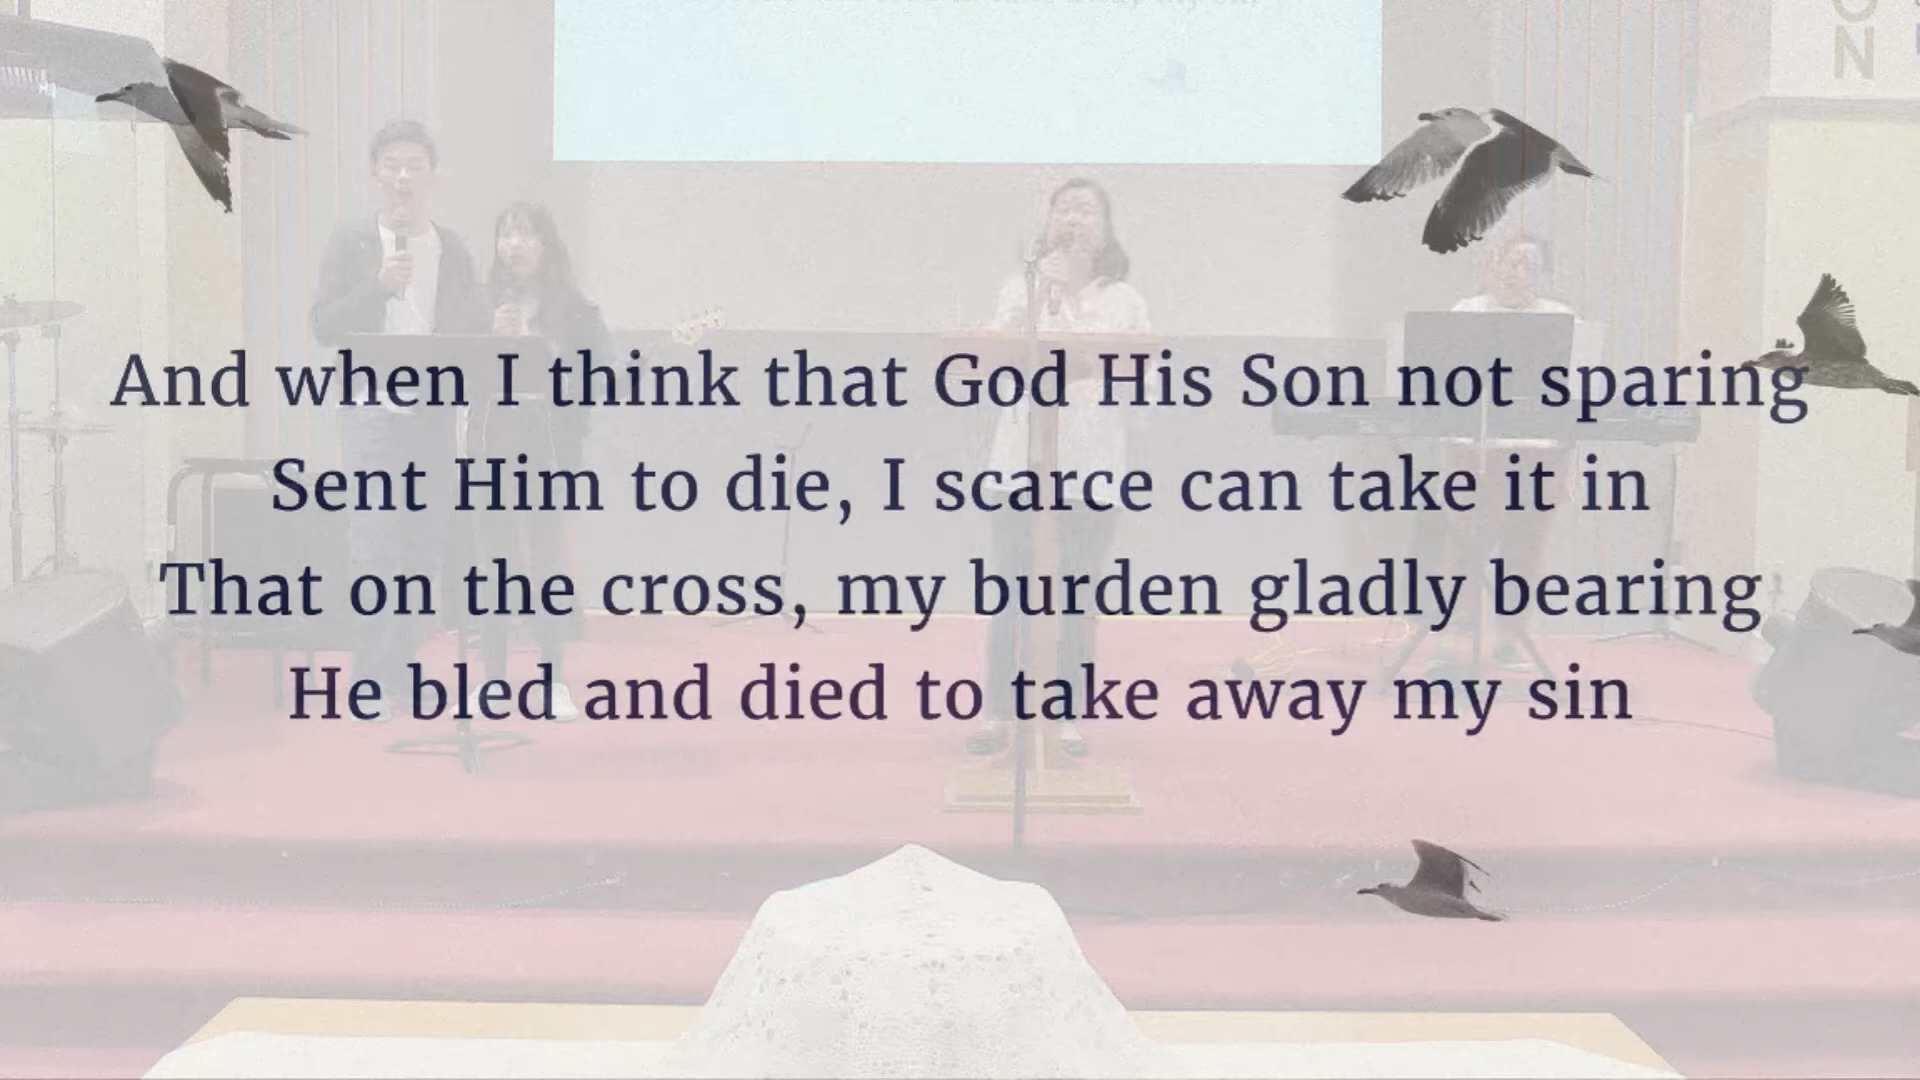 And when I think that God His Son not sparing
Sent Him to die, I scarce can take it in
That on the cross, my burden gladly bearing
He bled and died to take away my sin